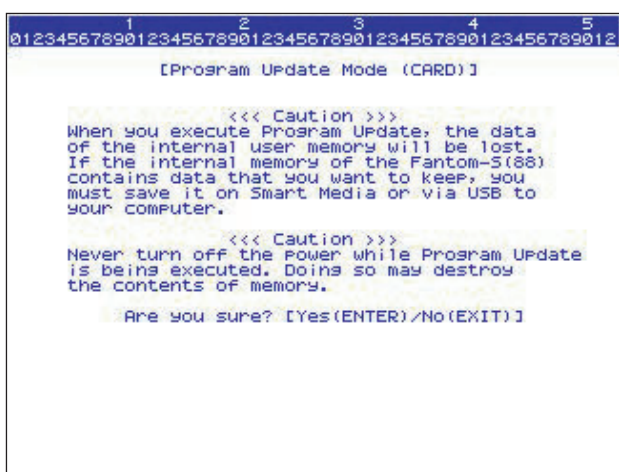 1 2 3 4 5
01234567890123456789012345678901234567890123456789012
[Program Update Mode (CARD)]
<<< Caution >>>
When you execute Program Update, the data
of the internal user memory will be lost.
If the internal memory of the Fantom-S(88)
contains data that you want to keep, you
must save it on Smart Media or via USB to
your computer.
<<< Caution >>>
Never turn off the power while Program Update
is being executed. Doing so may destroy
the contents of memory.
Are you sure? [Yes(ENTER)/No(EXIT)]